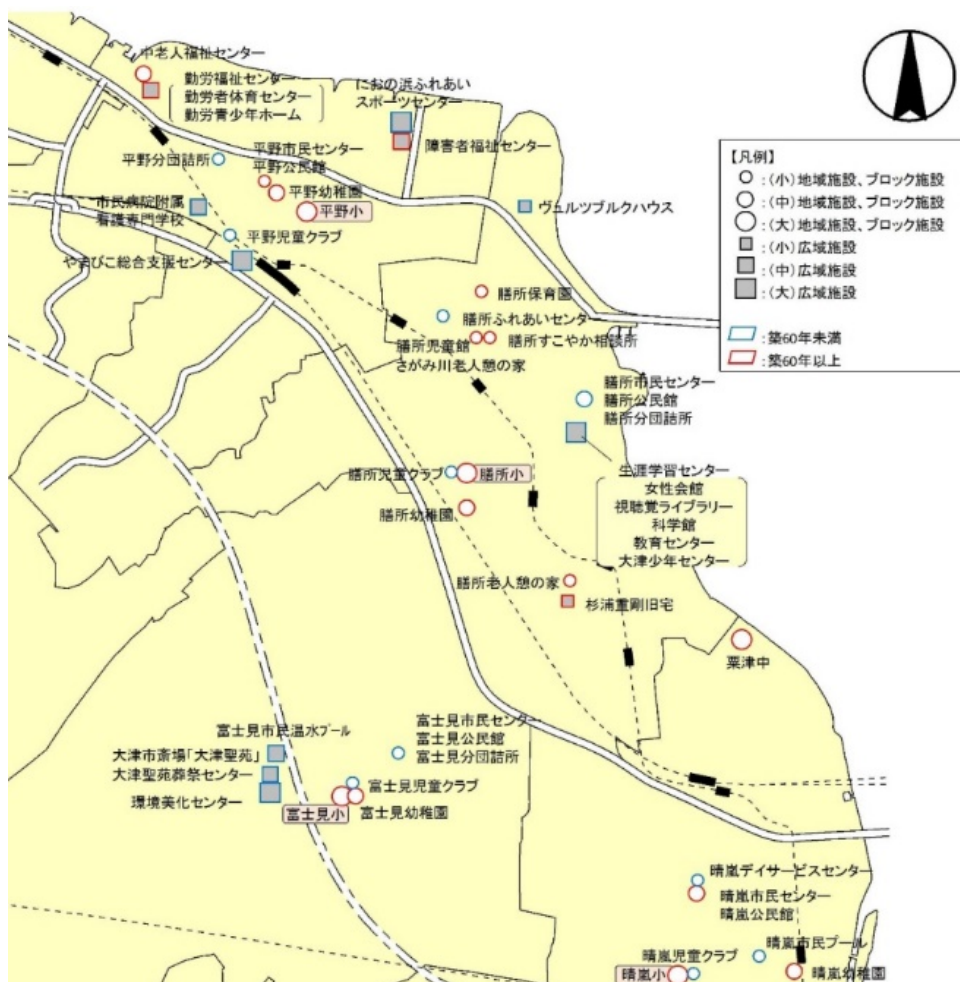 中老人福祉センター
勤労福祉センター
勤労者体育センター
勤労青少年ホーム
におの浜ふれあい
スポーツセンター
障害者福祉センター
平野分団詰所
平野市民センター
平野公民館
平野幼稚園
平野小
市民病院附属
看護専門学校
平野児童クラブ
やまびこ総合支援センター
ヴュルツブルクハウス
【凡例】
:(小)地域施設、ブロック施設
:(中)地域施設、ブロック施設
:(大)地域施設、ブロック施設
:(小)広域施設
:(中)広域施設
:(大)広域施設
:築60年未満
:築60年以上
膳所保育園
膳所ふれあいセンター
膳所児童館
膳所すこやか相談所
さがみ川老人憩の家
膳所市民センター
膳所公民館
膳所分団詰所
生涯学習センター
女性会館
視聴覚ライブラリー
科学館
教育センター
大津少年センター
膳所児童クラブ
膳所小
膳所幼稚園
膳所老人憩の家
杉浦重剛旧宅
粟津中
富士見市民温水プール
大津市斎場「大津聖苑」
大津聖苑葬祭センター
環境美化センター
富士見市民センター
富士見公民館
富士見分団詰所
富士見児童クラブ
富士見小
富士見幼稚園
晴嵐デイサービスセンター
晴嵐市民センター
晴嵐公民館
晴嵐市民プール
晴嵐児童クラブ
晴嵐小
晴嵐幼稚園